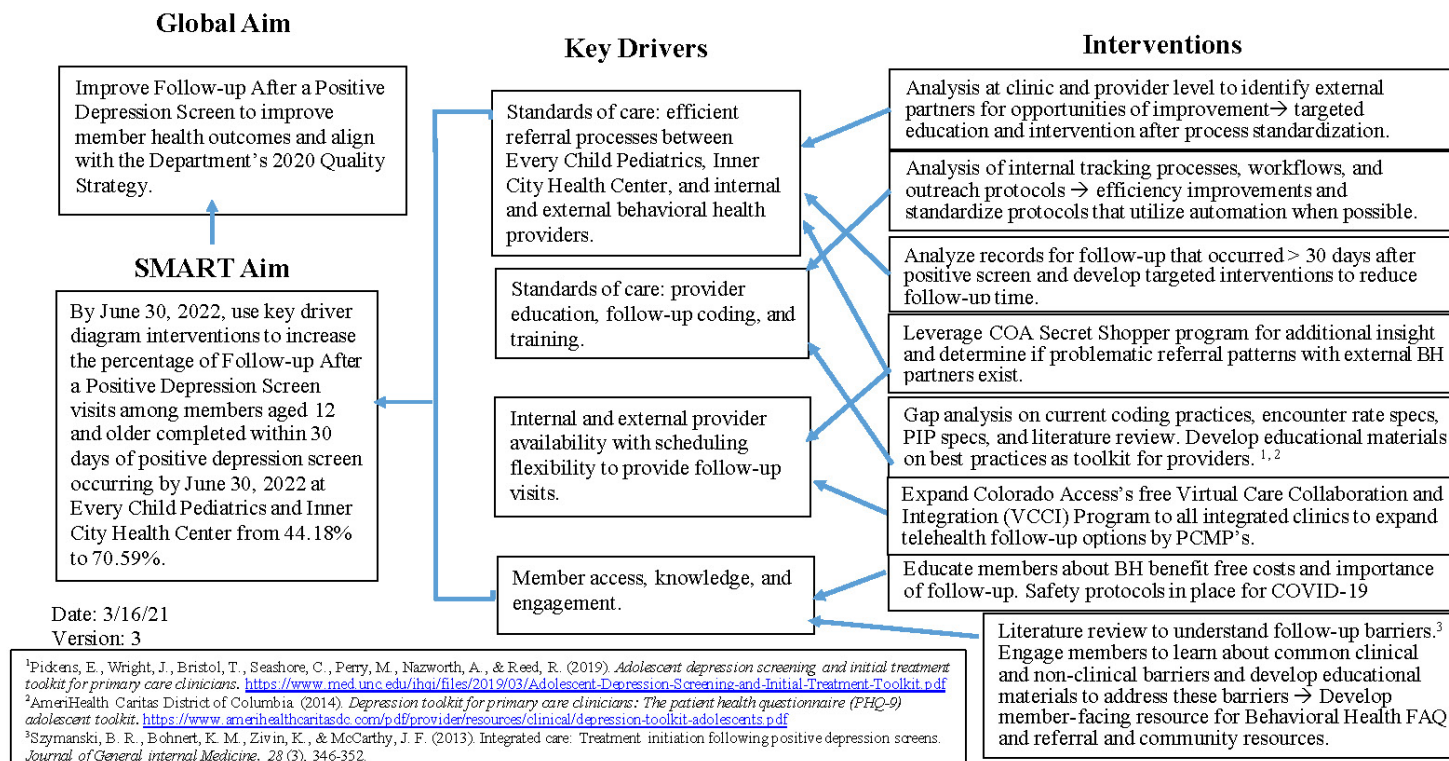 Global Aim
Improve Follow-up After a Positive
Depression Screen to improve
member health outcomes and align
with the Department's 2020 Quality
Strategy.
SMART Aim
By June 30, 2022, use key driver
diagram interventions to increase
the percentage of Follow-up After
a Positive Depression Screen
visits among members aged 12
and older completed within 30
days of positive depression screen
occurring by June 30, 2022 at
Every Child Pediatrics and Inner
City Health Center from 44.18%
to 70.59%.
Date: 3/16/21
Version: 3
Key Drivers
Standards of care: efficient
referral processes between
Every Child Pediatrics, Inner
City Health Center, and internal
and external behavioral health
providers.
Standards of care: provider
education, follow-up coding, and
training.
Internal and external provider
availability with scheduling
flexibility to provide follow-up
visits.
Member access, knowledge, and
engagement.
Interventions
Analysis at clinic and provider level to identify external
partners for opportunities of improvement→ targeted
education and intervention after process standardization.
Analysis of internal tracking processes, workflows, and
outreach protocols → efficiency improvements and
standardize protocols that utilize automation when possible.
Analyze records for follow-up that occurred > 30 days after
positive screen and develop targeted interventions to reduce
follow-up time.
Leverage COA Secret Shopper program for additional insight
and determine if problematic referral patterns with external BH
partners exist.
Gap analysis on current coding practices, encounter rate specs,
PIP specs, and literature review. Develop educational materials
on best practices as toolkit for providers. 1, 2
Expand Colorado Access's free Virtual Care Collaboration and
Integration (VCCI) Program to all integrated clinics to expand
telehealth follow-up options by PCMP's.
Educate members about BH benefit free costs and importance
of follow-up. Safety protocols in place for COVID-19
Literature review to understand follow-up barriers.3
Engage members to learn about common clinical
and non-clinical barriers and develop educational
materials to address these barriers → Develop
member-facing resource for Behavioral Health FAQ
and referral and community resources.
1Pickens, E., Wright, J., Bristol, T., Seashore, C., Perry, M., Nazworth, A., & Reed, R. (2019). Adolescent depression screening and initial treatment
toolkit for primary care clinicians. https://www.med.unc.edu/ihqi/files/2019/03/Adolescent-Depression-Screening-and-Initial-Treatment-Toolkit.pdf
2AmeriHealth Caritas District of Columbia (2014). Depression toolkit for primary care clinicians: The patient health questionnaire (PHQ-9)
adolescent toolkit. https://www.amerihealthcaritasdc.com/pdf/provider/resources/clinical/depression-toolkit-adolescents.pdf
3Szymanski, B. R., Bohnert, K. M., Zivin, K., & McCarthy, J. F. (2013). Integrated care: Treatment initiation following positive depression screens.
Journal of General internal Medicine, 28 (3), 346-352.